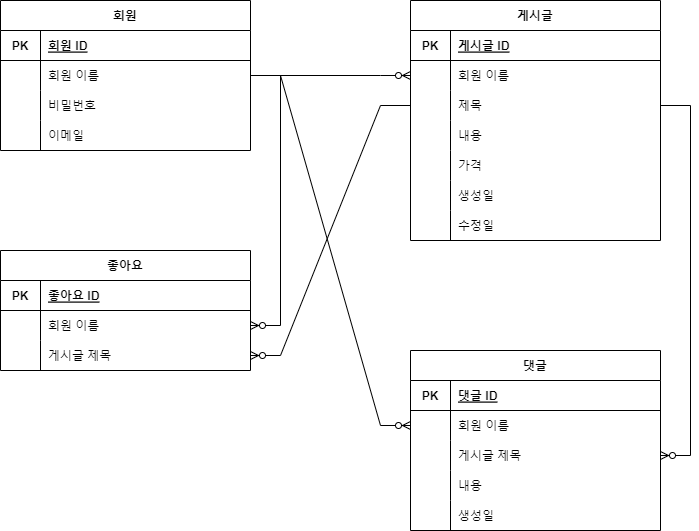 회원
PK 회원 ID
회원 이름
비밀번호
이메일
게시글
PK 게시글 ID
회원 이름
제목
내용
가격
생성일
수정일
좋아요
PK 좋아요 ID
회원 이름
게시글 제목
댓글
PK 댓글 ID
회원 이름
게시글 제목
내용
생성일